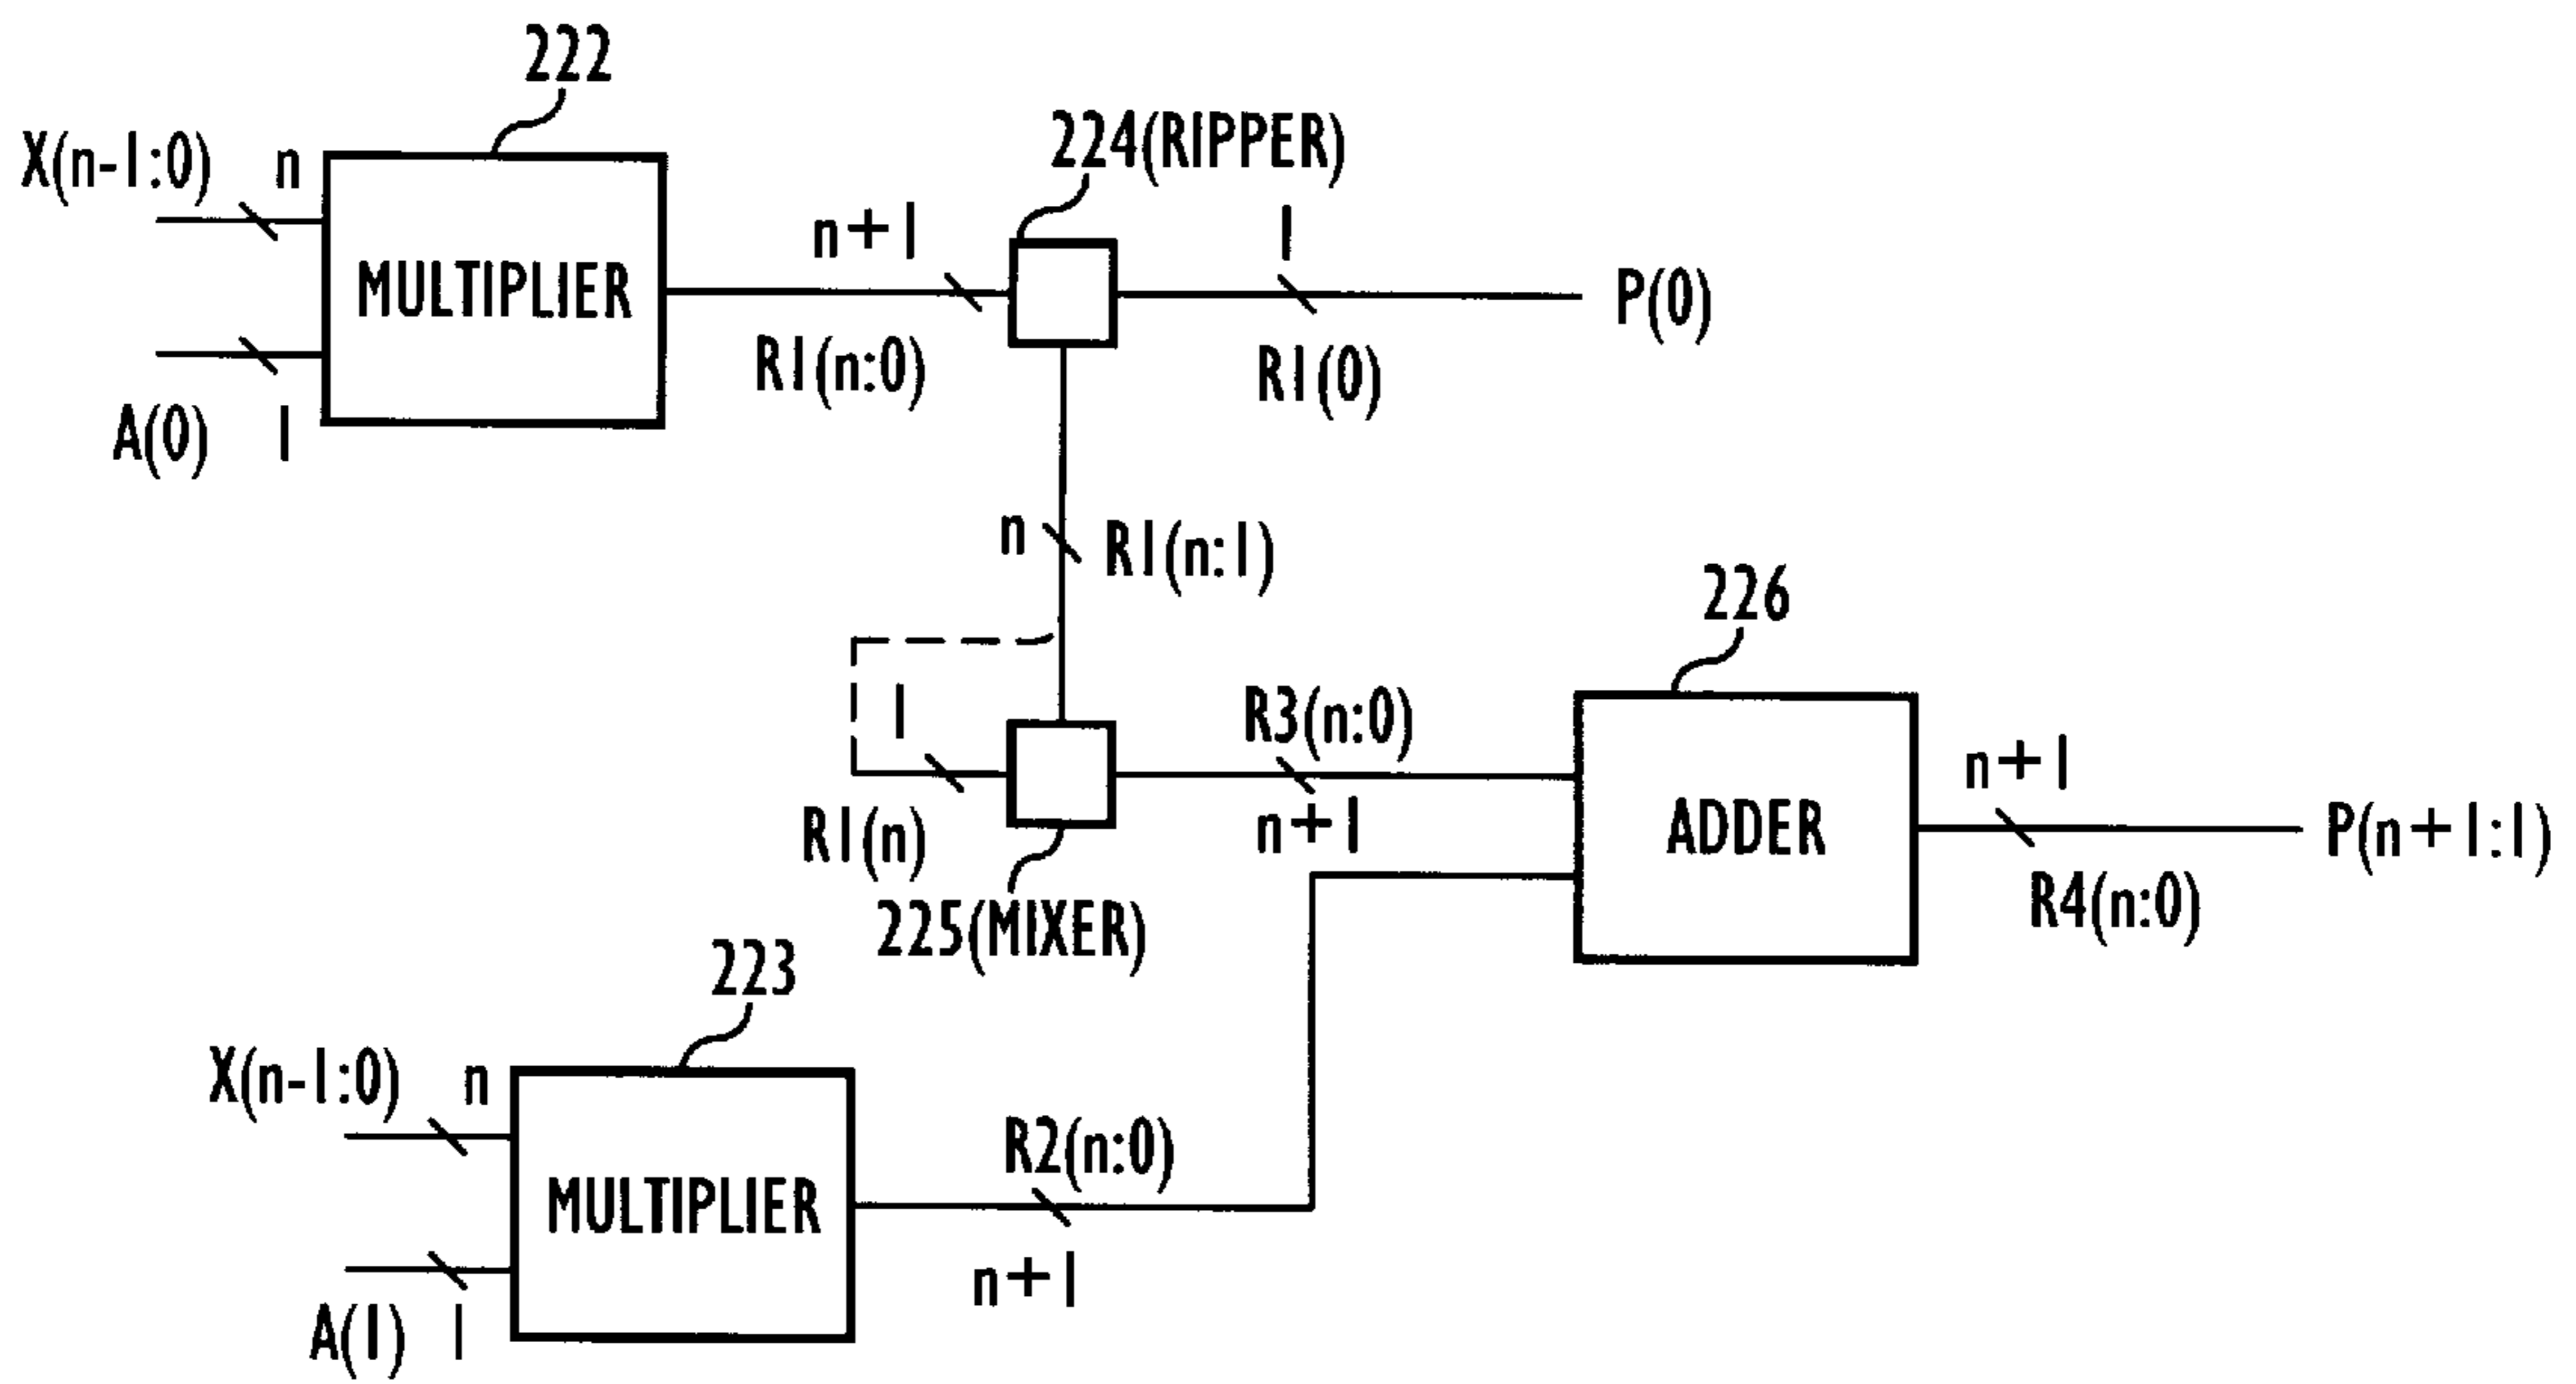 222
X(n-1:0) n
224(RIPPER)
n+1
1
MULTIPLIER
P(0)
R1(n:0)
R1(0)
A(0) 1
n
R1(n:1)
226
1
R3(n:0)
n+1
R1(n)
n+1
ADDER
P(n+1:1)
225(MIXER)
R4(n:0)
223
X(n-1:0) n
R2(n:0)
MULTIPLIER
n+1
A(1) 1